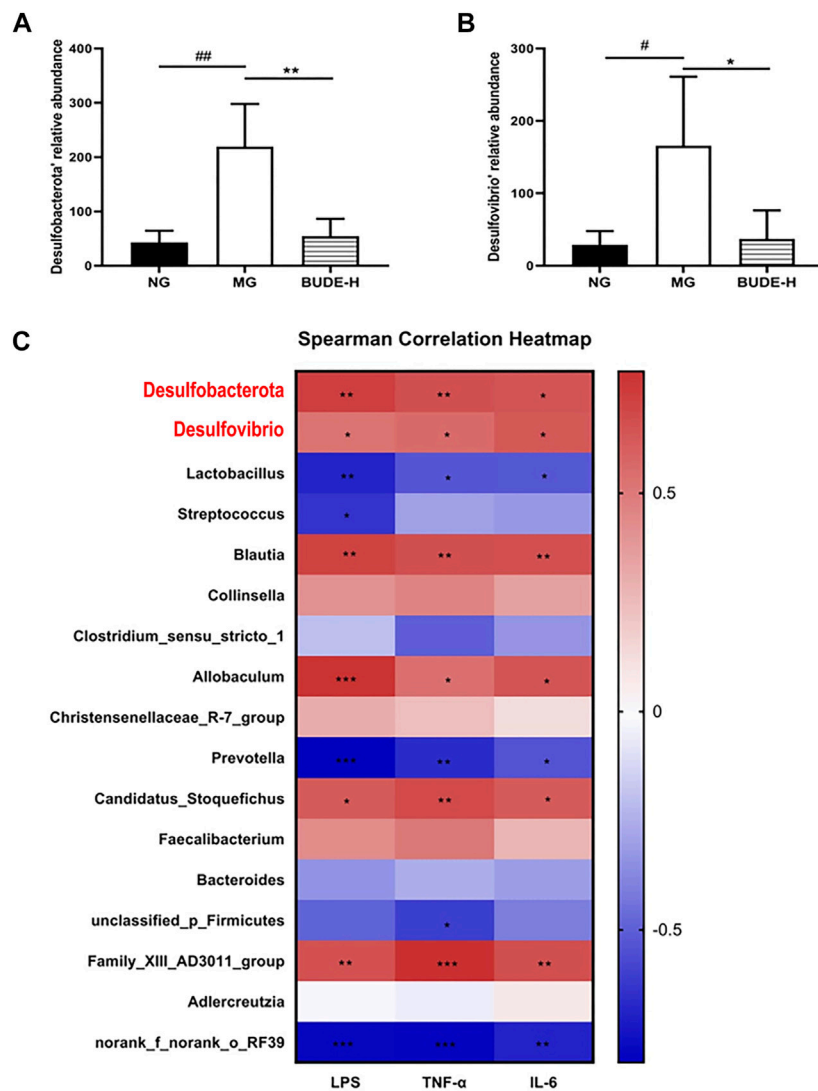 A
Desulfobacterota' relative abundance
400
300
200
100
0
##
**
NG MG BUDE-H
B
Desulfovibrio' relative abundance
300
200
100
0
#
*
NG MG BUDE-H
C
Spearman Correlation Heatmap
Desulfobacterota ** ** *
Desulfovibrio * * *
Lactobacillus ** * *
Streptococcus *
Blautia ** ** **
Collinsella
Clostridium_sensu_stricto_1
Allobaculum *** * *
Christensenellaceae_R-7_group
Prevotella *** ** *
Candidatus_Stoquefichus * ** *
Faecalibacterium
Bacteroides
unclassified_p_Firmicutes *
Family_XIII_AD3011_group ** *** **
Adlercreutzia
norank_f_norank_o_RF39 *** *** **
LPS TNF-α IL-6
0.5
0
-0.5